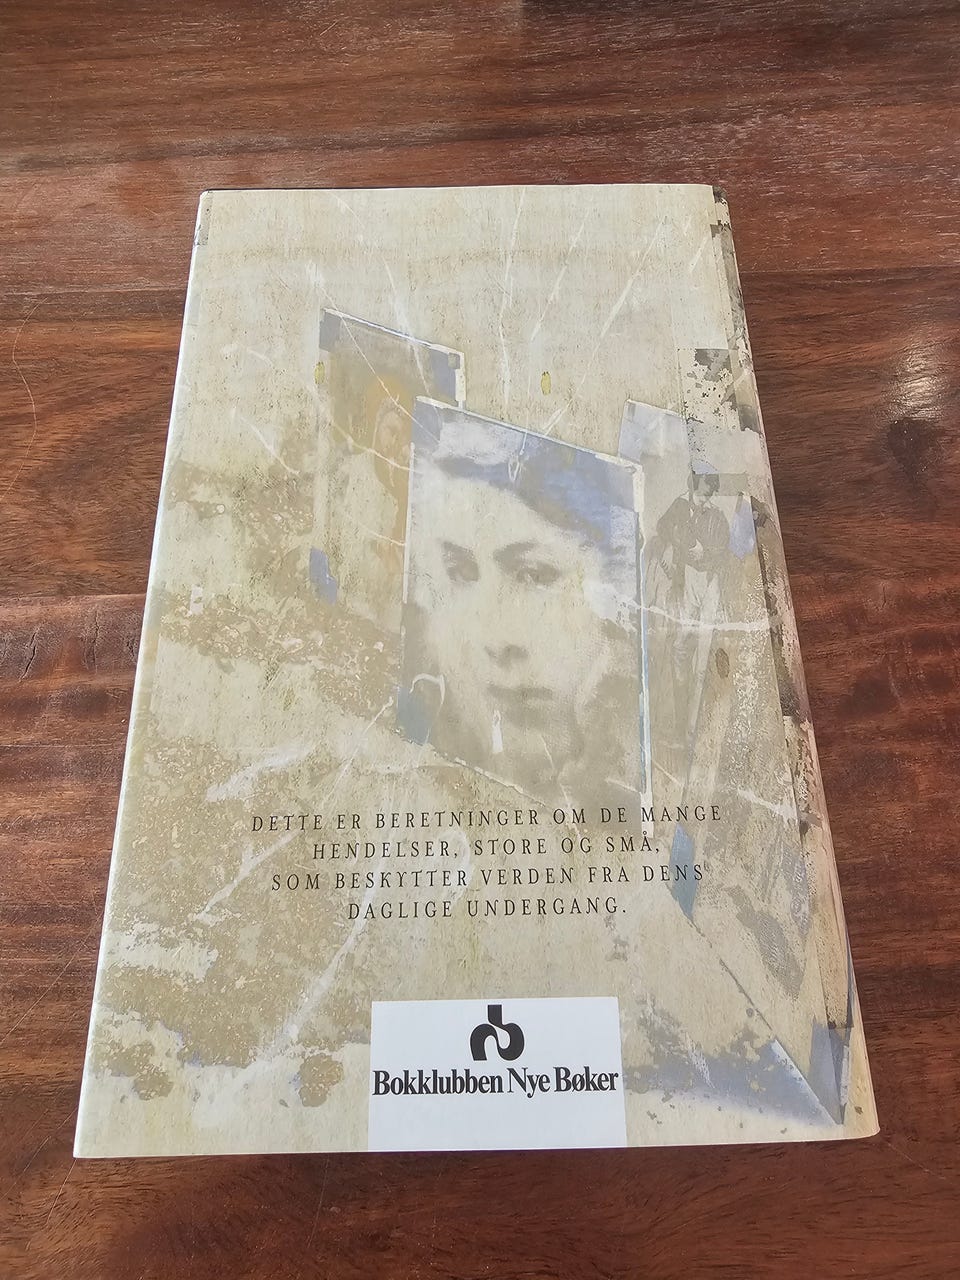 DETTE ER BERETNINGER OM DE MANGE
HENDELSER, STORE OG SMÅ,
SOM BESKYTTER VERDEN FRA DENS
DAGLIGE UNDERGANG.
Bokklubben Nye Bøker